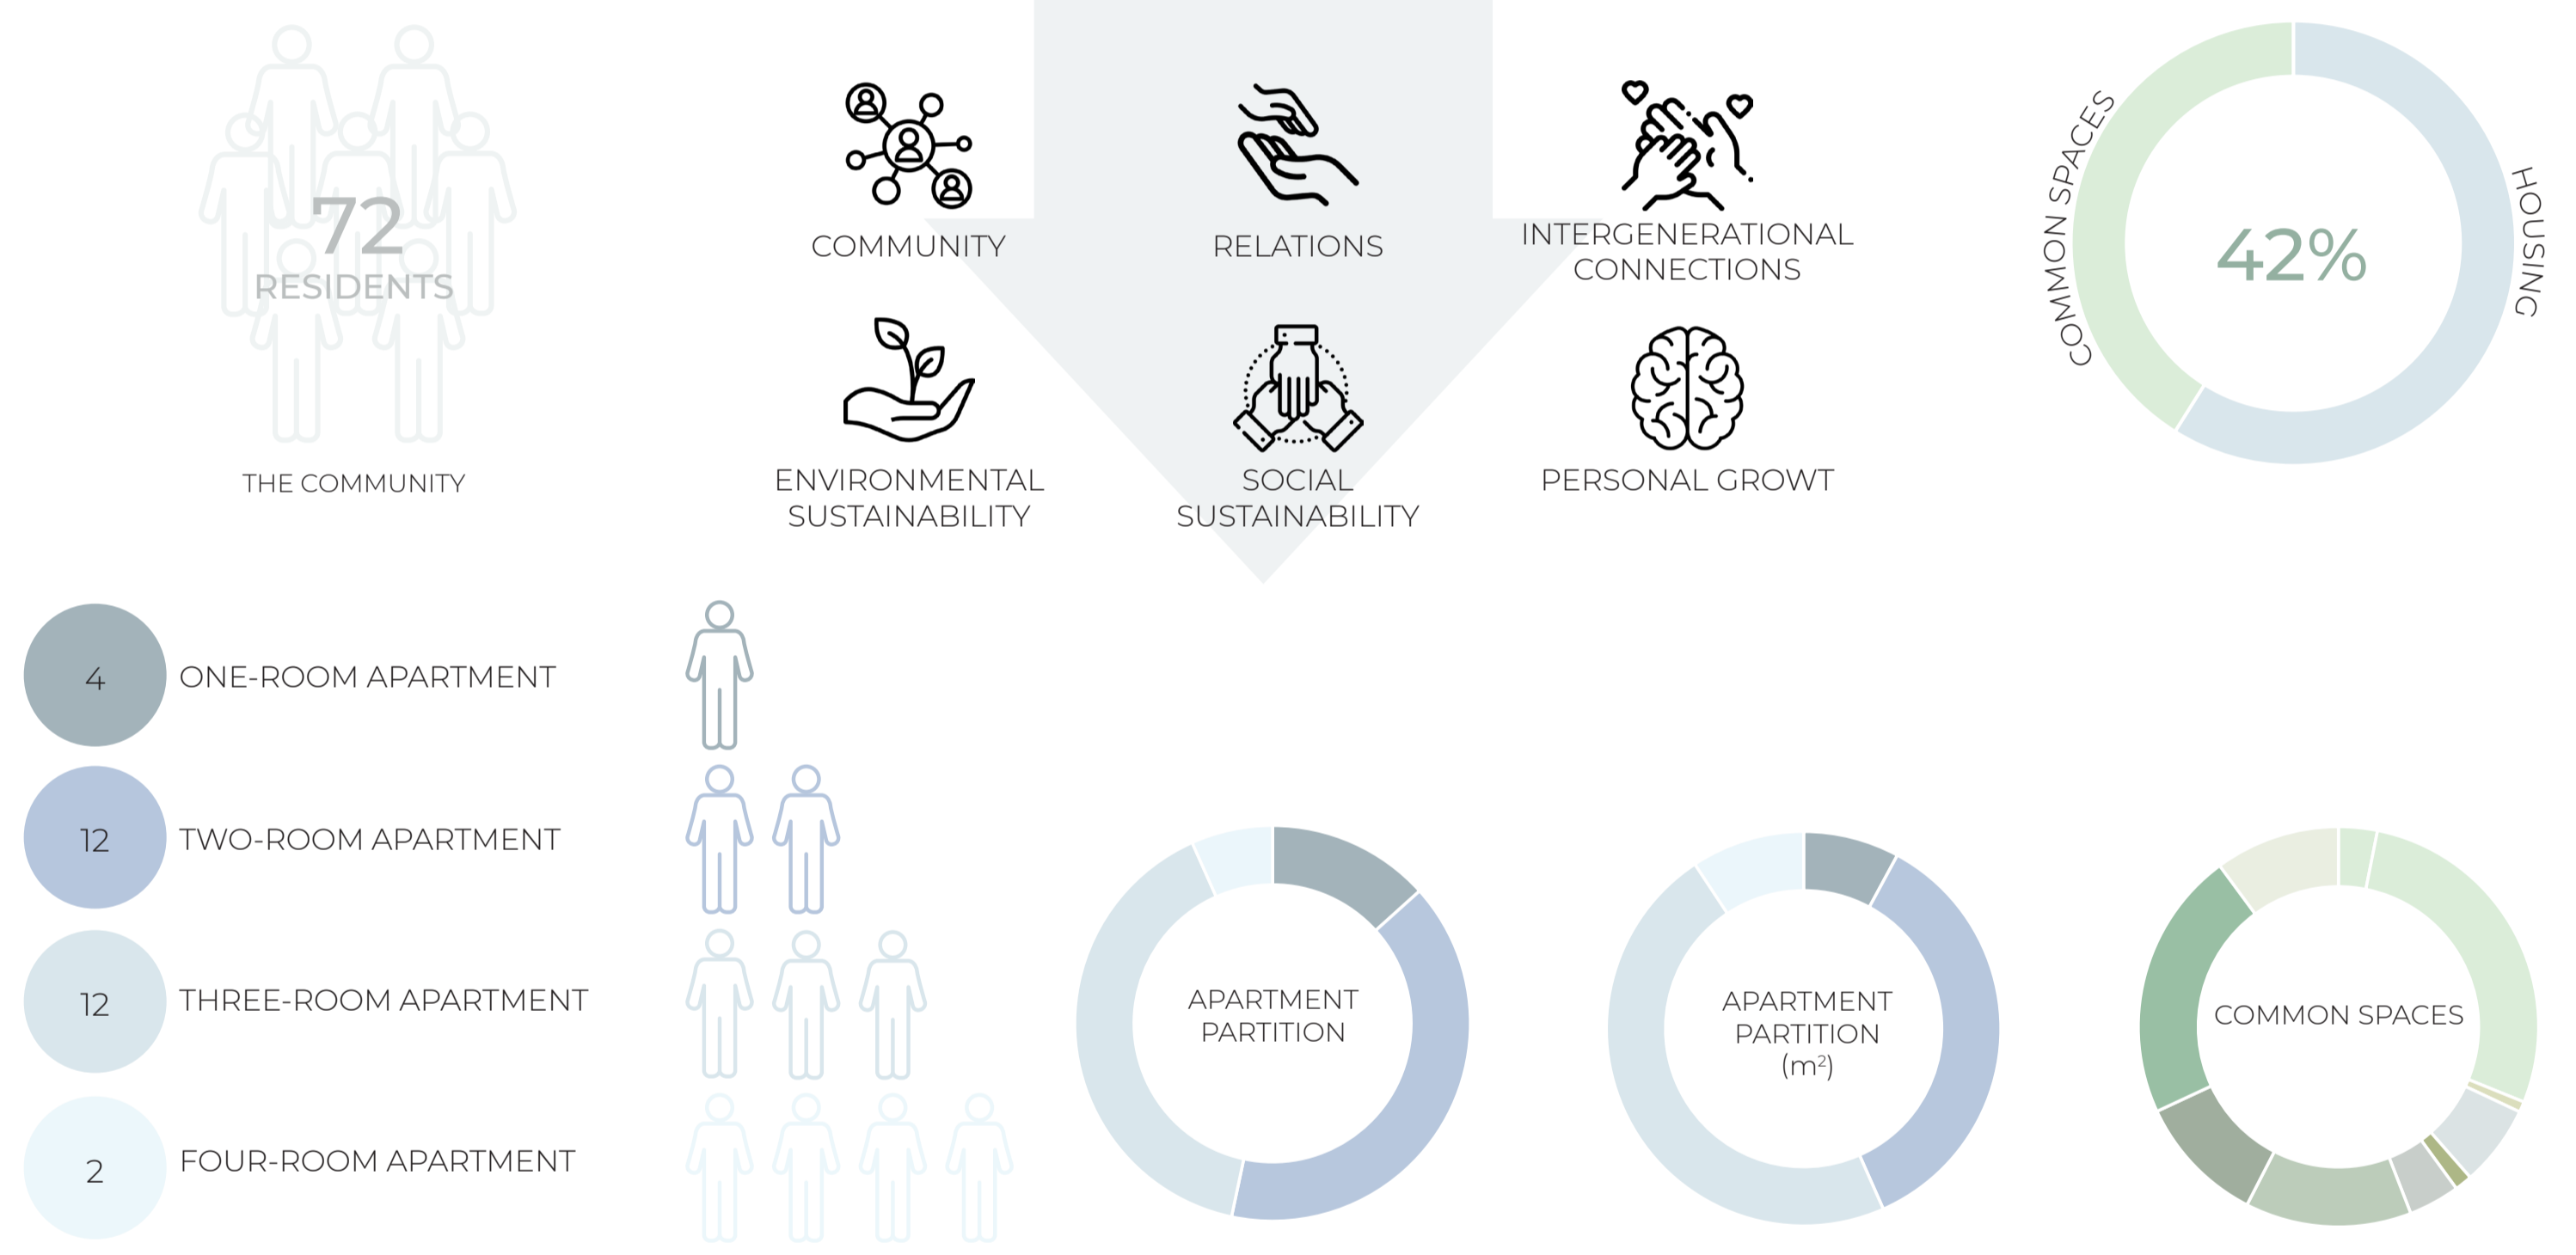 72
RESIDENTS
THE COMMUNITY
COMMUNITY
RELATIONS
INTERGENERATIONAL
CONNECTIONS
ENVIRONMENTAL
SUSTAINABILITY
SOCIAL
SUSTAINABILITY
PERSONAL GROWT
COMMON SPACES
42%
HOUSING
4
ONE-ROOM APARTMENT
12
TWO-ROOM APARTMENT
12
THREE-ROOM APARTMENT
2
FOUR-ROOM APARTMENT
APARTMENT
PARTITION
APARTMENT
PARTITION
(m²)
COMMON SPACES